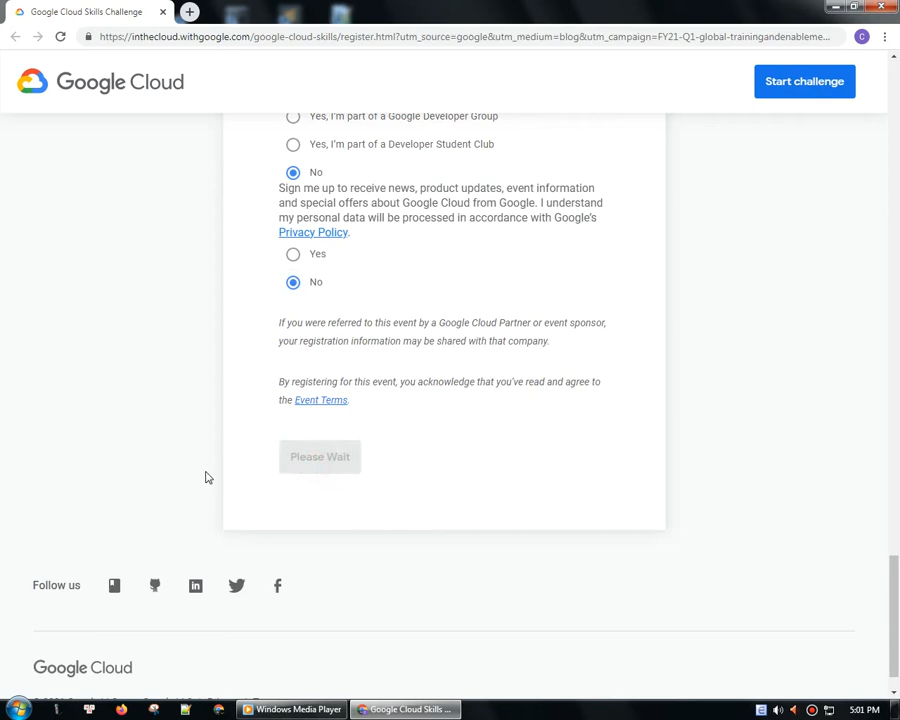 Google Cloud Skills Challenge
https://inthecloud.withgoogle.com/google-cloud-skills/register.html?utm_source=google&utm_medium=blog&utm_campaign=FY21-Q1-global-trainingandenableme...
C
Google Cloud
Start challenge
Yes, I'm part of a Google Developer Group
Yes, I'm part of a Developer Student Club
No
Sign me up to receive news, product updates, event information
and special offers about Google Cloud from Google. I understand
my personal data will be processed in accordance with Google's
Privacy Policy.
Yes
No
If you were referred to this event by a Google Cloud Partner or event sponsor,
your registration information may be shared with that company.
By registering for this event, you acknowledge that you've read and agree to
the Event Terms.
Please Wait
Follow us
Google Cloud
Windows Media Player
Google Cloud Skills ...
E
5:01 PM